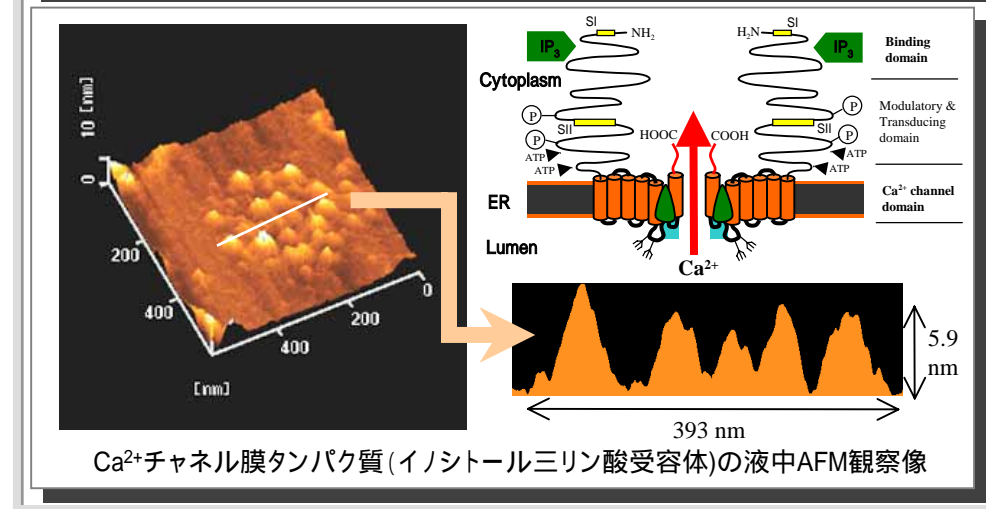 10 [nm]
0
200
400
400
200
0
[nm]
SI
NH₂
H₂N
SI
IP₃
IP₃
Binding
domain
Cytoplasm
Modulatory &
Transducing
domain
P
P
SII
SII
P
P
HOOC
COOH
ATP
ATP
ATP
ATP
ER
Ca²⁺ channel
domain
Lumen
Ca²⁺
5.9
nm
393 nm
Ca²⁺チャネル膜タンパク質(イノシトール三リン酸受容体)の液中AFM観察像